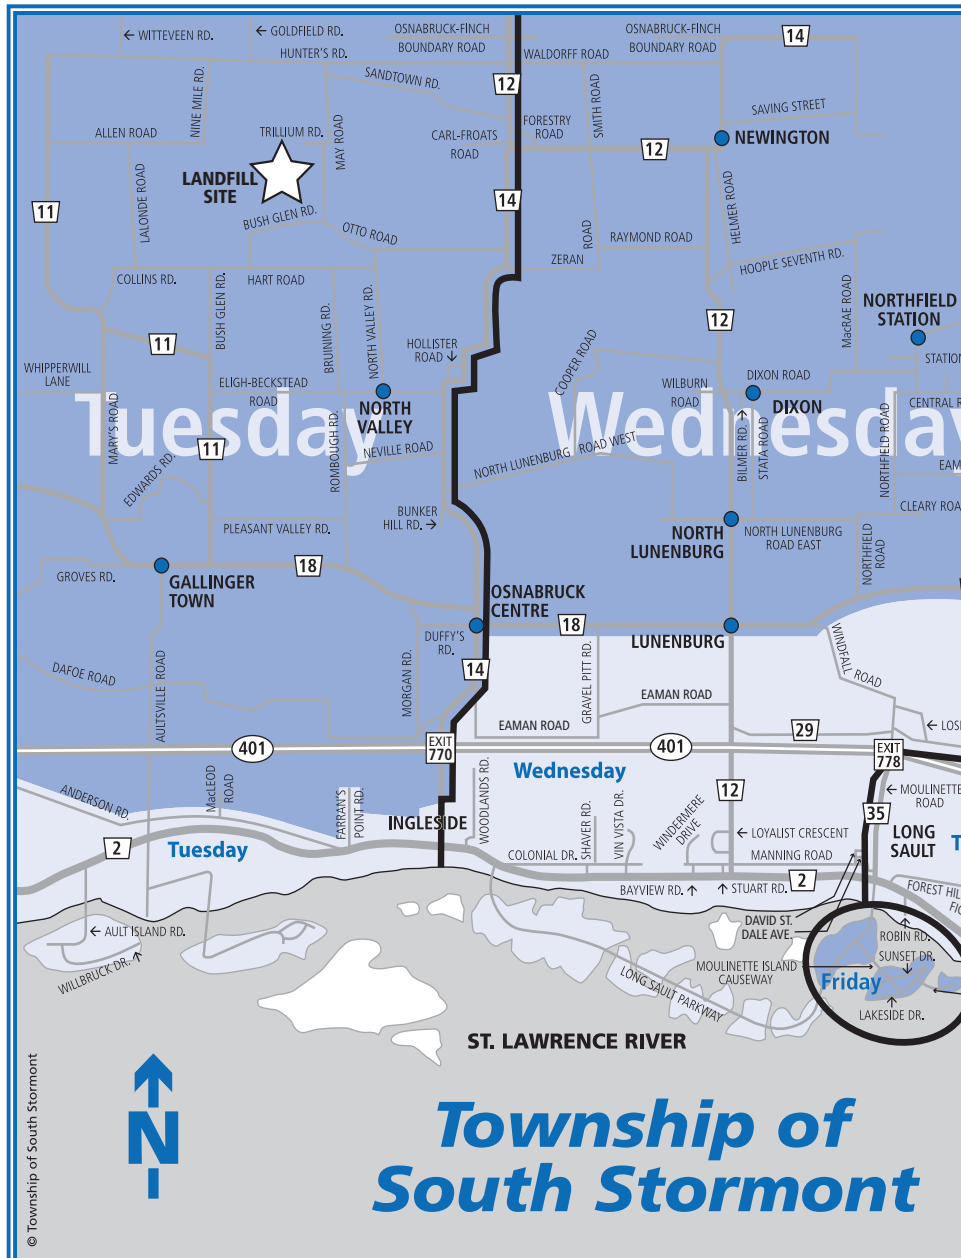 ← WITTEVEEN RD.
← GOLDFIELD RD.
HUNTER'S RD.
OSNABRUCK-FINCH
BOUNDARY ROAD
WALDORFF ROAD
OSNABRUCK-FINCH
BOUNDARY ROAD
14
SANDTOWN RD.
12
NINE MILE RD.
SMITH ROAD
SAVING STREET
ALLEN ROAD
TRILLIUM RD.
MAY ROAD
CARL-FROATS
ROAD
FORESTRY
ROAD
12
NEWINGTON
LANDFILL
SITE
LALONDE ROAD
11
14
BUSH GLEN RD.
OTTO ROAD
ROAD
RAYMOND ROAD
HELMER ROAD
ZERAN
HOOPLE SEVENTH RD.
COLLINS RD.
HART ROAD
BUSH GLEN RD.
BRUINING RD.
NORTH VALLEY RD.
MacRAE ROAD
NORTHFIELD
STATION
12
11
HOLLISTER
ROAD ↓
COOPER ROAD
STATION
WHIPPERWILL
LANE
ELIGH-BECKSTEAD
ROAD
WILBURN
ROAD
DIXON ROAD
Tuesday
Wednesday
NORTH
VALLEY
DIXON
CENTRAL R
MARY'S ROAD
11
ROMBOUGH RD.
NEVILLE ROAD
NORTH LUNENBURG ROAD WEST
BILMER RD. →
STATA ROAD
NORTHFIELD ROAD
EAM
EDWARDS RD.
CLEARY ROA
BUNKER
HILL RD. →
PLEASANT VALLEY RD.
NORTH
LUNENBURG
NORTH LUNENBURG
ROAD EAST
NORTHFIELD
ROAD
GROVES RD.
18
GALLINGER
TOWN
OSNABRUCK
CENTRE
18
LUNENBURG
DUFFY'S
RD.
WINDFALL ROAD
DAFOE ROAD
AULTSVILLE ROAD
MORGAN RD.
14
GRAVEL PITT RD.
EAMAN ROAD
EAMAN ROAD
29
← LOS
401
EXIT
770
401
EXIT
778
Wednesday
ANDERSON RD.
MacLEOD
ROAD
FARRAN'S
POINT RD.
WOODLANDS RD.
12
← MOULINETTE
ROAD
35
INGLESIDE
SHAVER RD.
VIN VISTA DR.
WINDERMERE
DRIVE
← LOYALIST CRESCENT
LONG
SAULT
2
Tuesday
T
COLONIAL DR.
MANNING ROAD
BAYVIEW RD. ↑
↑ STUART RD.
2
FOREST HIL
FIC
← AULT ISLAND RD.
DAVID ST.
DALE AVE.
ROBIN RD.
WILLBRUCK DR. ↑
LONG SAULT PARKWAY
MOULINETTE ISLAND
CAUSEWAY
SUNSET DR.
Friday
LAKESIDE DR.
ST. LAWRENCE RIVER
N
Township of
South Stormont
© Township of South Stormont